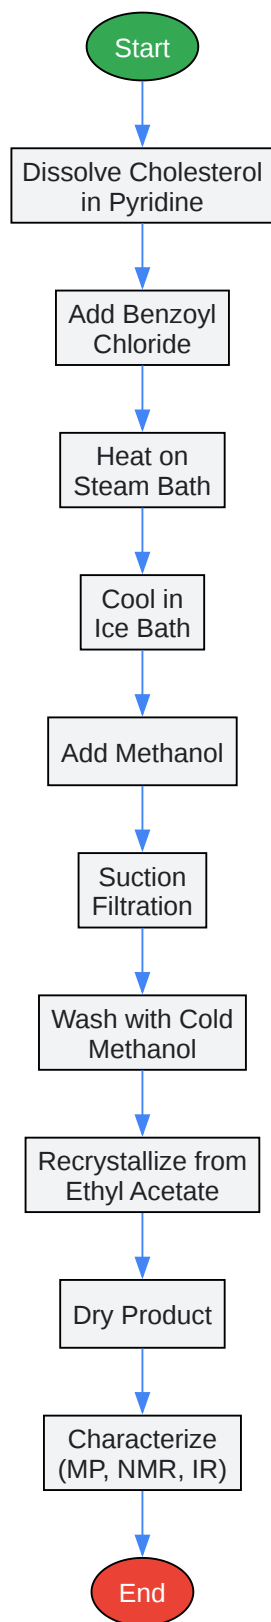 Start
Dissolve Cholesterol
in Pyridine
Add Benzoyl
Chloride
Heat on
Steam Bath
Cool in
Ice Bath
Add Methanol
Suction
Filtration
Wash with Cold
Methanol
Recrystallize from
Ethyl Acetate
Dry Product
Characterize
(MP, NMR, IR)
End